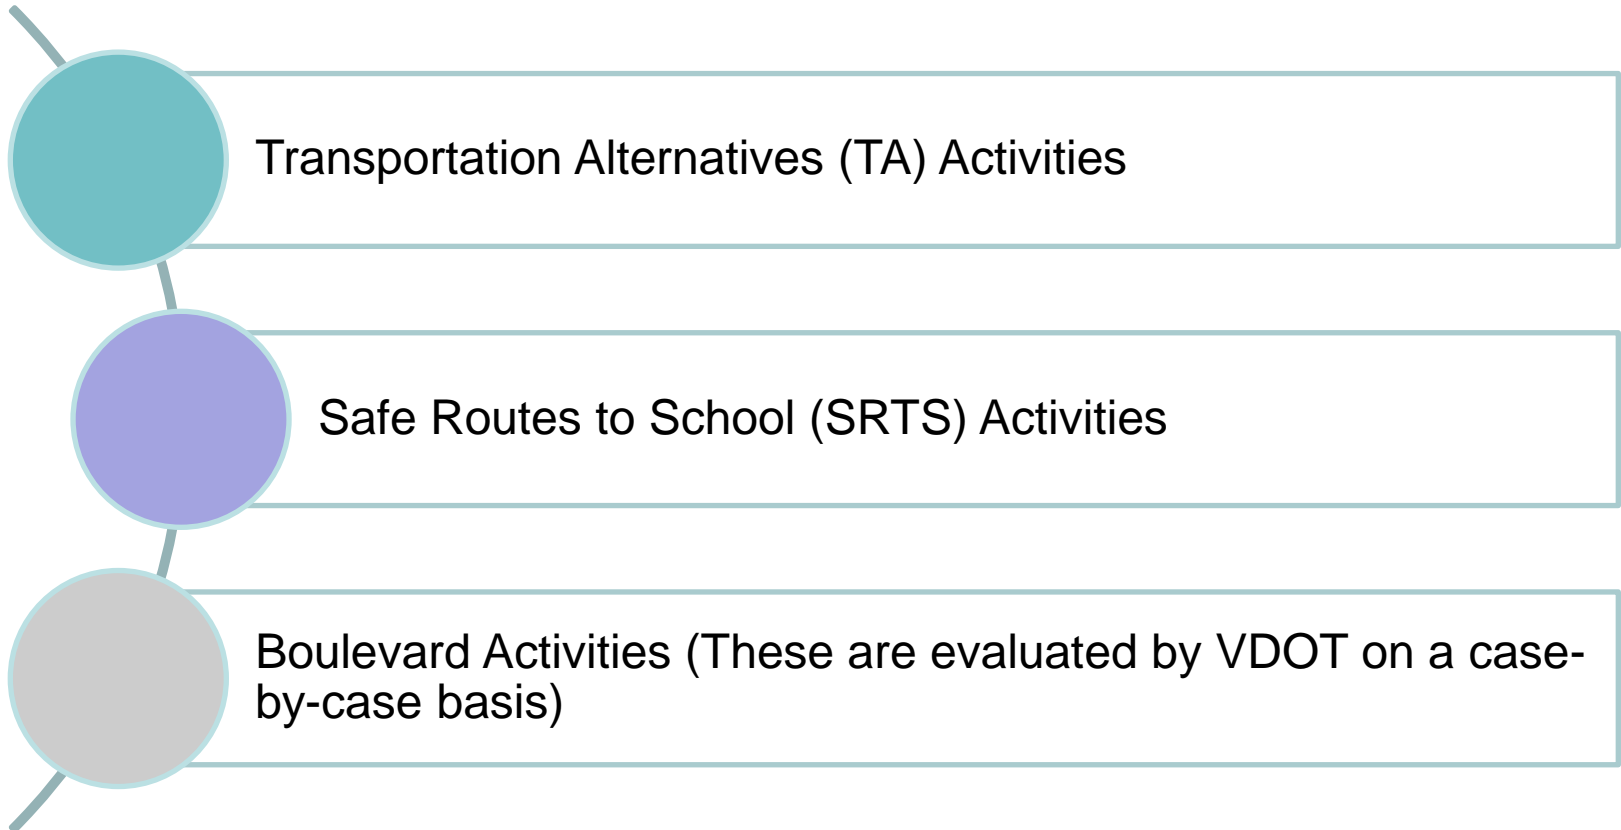 Transportation Alternatives (TA) Activities
Safe Routes to School (SRTS) Activities
Boulevard Activities (These are evaluated by VDOT on a case-
by-case basis)